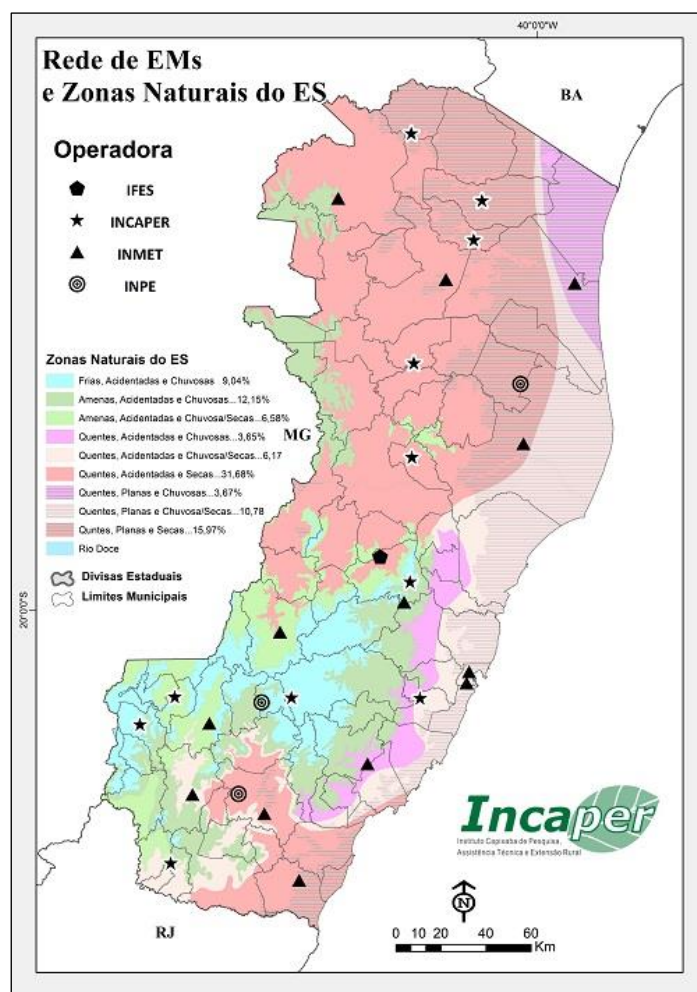 40°0'0"W
Rede de EMs
e Zonas Naturais do ES
BA
Operadora
IFES
INCAPER
INMET
INPE
Zonas Naturais do ES
Frias, Acidentadas e Chuvosas 9,04%
Amenas, Acidentadas e Chuvosas...12,15%
Amenas, Acidentadas e Chuvosa/Secas...6,58%
Quentes, Acidentadas e Chuvosas...3,65%
Quentes, Acidentadas e Chuvosa/Secas...6,17
Quentes, Acidentadas e Secas...31,68%
Quentes, Planas e Chuvosas...3,67%
Quentes, Planas e Chuvosa/Secas...10,78
Quntes, Planas e Secas...15,97%
Rio Doce
Divisas Estaduais
Limites Municipais
MG
20°0'0"S
Incaper
Instituto Capixaba de Pesquisa,
Assistência Técnica e Extensão Rural
N
RJ
0 10 20 40 60
Km